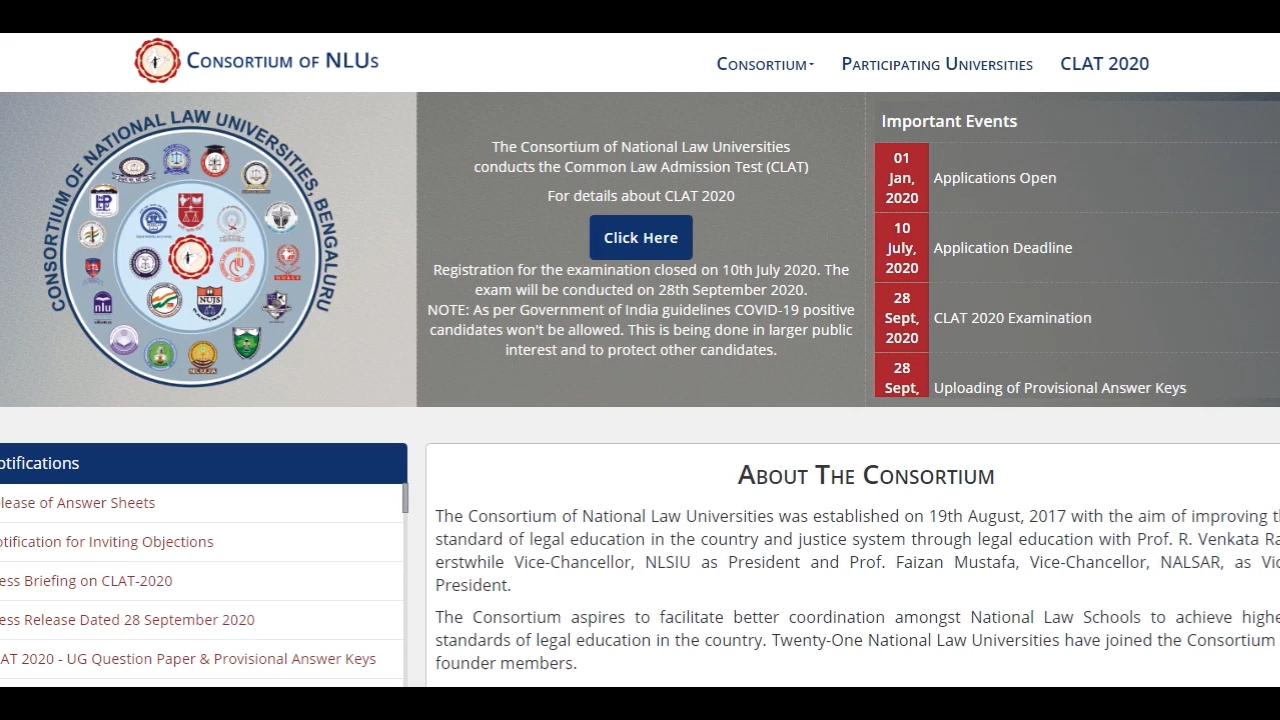 CONSORTIUM OF NLUS
CONSORTIUM
PARTICIPATING UNIVERSITIES
CLAT 2020
CONSORTIUM OF NATIONAL LAW UNIVERSITIES, BENGALURU
NUJS
nlu
The Consortium of National Law Universities
conducts the Common Law Admission Test (CLAT)
For details about CLAT 2020
Click Here
Registration for the examination closed on 10th July 2020. The
exam will be conducted on 28th September 2020.
NOTE: As per Government of India guidelines COVID-19 positive
candidates won't be allowed. This is being done in larger public
interest and to protect other candidates.
Important Events
01
Jan,
2020
Applications Open
10
July,
2020
Application Deadline
28
Sept,
2020
CLAT 2020 Examination
28
Sept,
Uploading of Provisional Answer Keys
otifications
lease of Answer Sheets
otification for Inviting Objections
ess Briefing on CLAT-2020
ess Release Dated 28 September 2020
AT 2020 - UG Question Paper & Provisional Answer Keys
ABOUT THE CONSORTIUM
The Consortium of National Law Universities was established on 19th August, 2017 with the aim of improving th
standard of legal education in the country and justice system through legal education with Prof. R. Venkata Ra
erstwhile Vice-Chancellor, NLSIU as President and Prof. Faizan Mustafa, Vice-Chancellor, NALSAR, as Vic
President.
The Consortium aspires to facilitate better coordination amongst National Law Schools to achieve highe
standards of legal education in the country. Twenty-One National Law Universities have joined the Consortium
founder members.